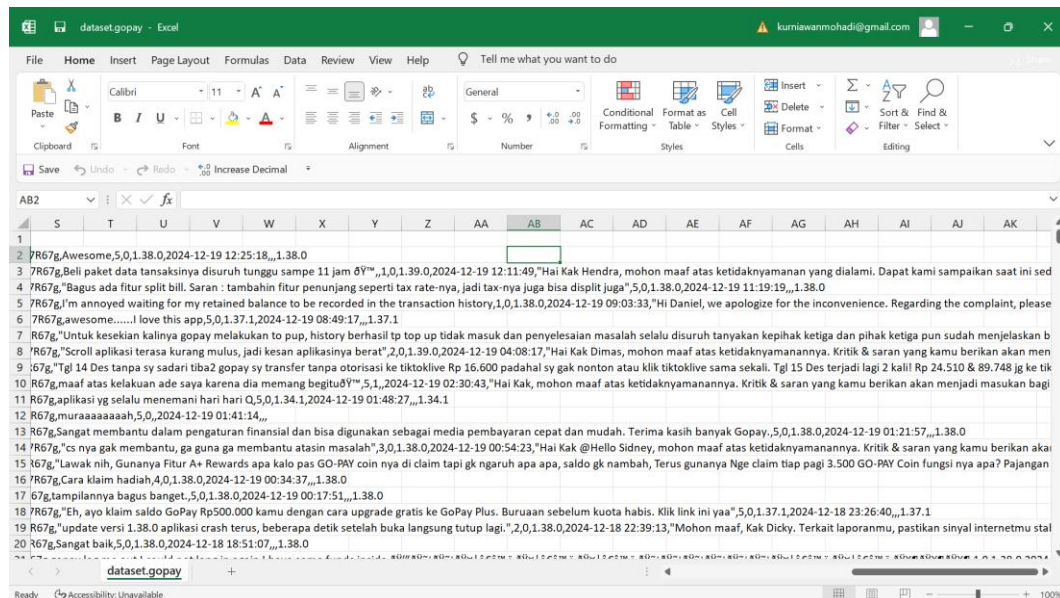 dataset.gopay - Excel
kurniawanmohadi@gmail.com
File Home Insert Page Layout Formulas Data Review View Help Tell me what you want to do
Calibri 11 A A General Insert
Paste Conditional Format as Cell Delete Sort & Find &
B I U $ % Formatting Table Styles Format Filter Select
Clipboard Font Alignment Number Styles Cells Editing
Save Undo Redo Increase Decimal
AB2 fx
S T U V W X Y Z AA AB AC AD AE AF AG AH AI AJ AK
1
2 7R67g,Awesome,5,0,1.38.0,2024-12-19 12:25:18,,,1.38.0
3 7R67g,Beli paket data tansaksinya disuruh tunggu sampe 11 jam ðŸ™,,1,0,1.39.0,2024-12-19 12:11:49,"Hai Kak Hendra, mohon maaf atas ketidaknyamanan yang dialami. Dapat kami sampaikan saat ini sed
4 7R67g,"Bagus ada fitur split bill. Saran : tambahin fitur penunjang seperti tax rate-nya, jadi tax-nya juga bisa displit juga",5,0,1.38.0,2024-12-19 11:19:19,,,1.38.0
5 7R67g,I'm annoyed waiting for my retained balance to be recorded in the transaction history,1,0,1.38.0,2024-12-19 09:03:33,"Hi Daniel, we apologize for the inconvenience. Regarding the complaint, please
6 7R67g,awesome......I love this app,5,0,1.37.1,2024-12-19 08:49:17,,,1.37.1
7 R67g,"Untuk kesekian kalinya gopay melakukan to pup, history berhasil tp top up tidak masuk dan penyelesaian masalah selalu disuruh tanyakan kepihak ketiga dan pihak ketiga pun sudah menjelaskan b
8 R67g,"Scroll aplikasi terasa kurang mulus, jadi kesan aplikasinya berat",2,0,1.39.0,2024-12-19 04:08:17,"Hai Kak Dimas, mohon maaf atas ketidaknyamanannya. Kritik & saran yang kamu berikan akan men
9 67g,"Tgl 14 Des tanpa sy sadari tiba2 gopay sy transfer tanpa otorisasi ke tiktoklive Rp 16.600 padahal sy gak nonton atau klik tiktoklive sama sekali. Tgl 15 Des terjadi lagi 2 kali! Rp 24.510 & 89.748 jg ke tik
10 R67g,maaf atas kelakuan ade saya karena dia memang begituðŸ™,5,1,,2024-12-19 02:30:43,"Hai Kak, mohon maaf atas ketidaknyamanannya. Kritik & saran yang kamu berikan akan menjadi masukan bagi
11 R67g,aplikasi yg selalu menemani hari hari Q,5,0,1.34.1,2024-12-19 01:48:27,,,1.34.1
12 R67g,muraaaaaaaah,5,0,,2024-12-19 01:41:14,,,
13 R67g,Sangat membantu dalam pengaturan finansial dan bisa digunakan sebagai media pembayaran cepat dan mudah. Terima kasih banyak Gopay.,5,0,1.38.0,2024-12-19 01:21:57,,,1.38.0
14 R67g,"cs nya gak membantu, ga guna ga membantu atasin masalah",3,0,1.38.0,2024-12-19 00:54:23,"Hai Kak @Hello Sidney, mohon maaf atas ketidaknyamanannya. Kritik & saran yang kamu berikan akan
15 R67g,"Lawak nih, Gunanya Fitur A+ Rewards apa kalo pas GO-PAY coin nya di claim tapi gk ngaruh apa apa, saldo gk nambah, Terus gunanya Nge claim tiap pagi 3.500 GO-PAY Coin fungsi nya apa? Pajangan
16 R67g,Cara klaim hadiah,4,0,1.38.0,2024-12-19 00:34:37,,,1.38.0
17 67g,tampilannya bagus banget.,5,0,1.38.0,2024-12-19 00:17:51,,,1.38.0
18 R67g,"Eh, ayo klaim saldo GoPay Rp500.000 kamu dengan cara upgrade gratis ke GoPay Plus. Buruaan sebelum kuota habis. Klik link ini yaa",5,0,1.37.1,2024-12-18 23:26:40,,,1.37.1
19 R67g,"update versi 1.38.0 aplikasi crash terus, beberapa detik setelah buka langsung tutup lagi.",2,0,1.38.0,2024-12-18 22:39:13,"Mohon maaf, Kak Dicky. Terkait laporanmu, pastikan sinyal internetmu stal
20 R67g,Sangat baik,5,0,1.38.0,2024-12-18 18:51:07,,,1.38.0
dataset.gopay
Ready Accessibility: Unavailable 100%